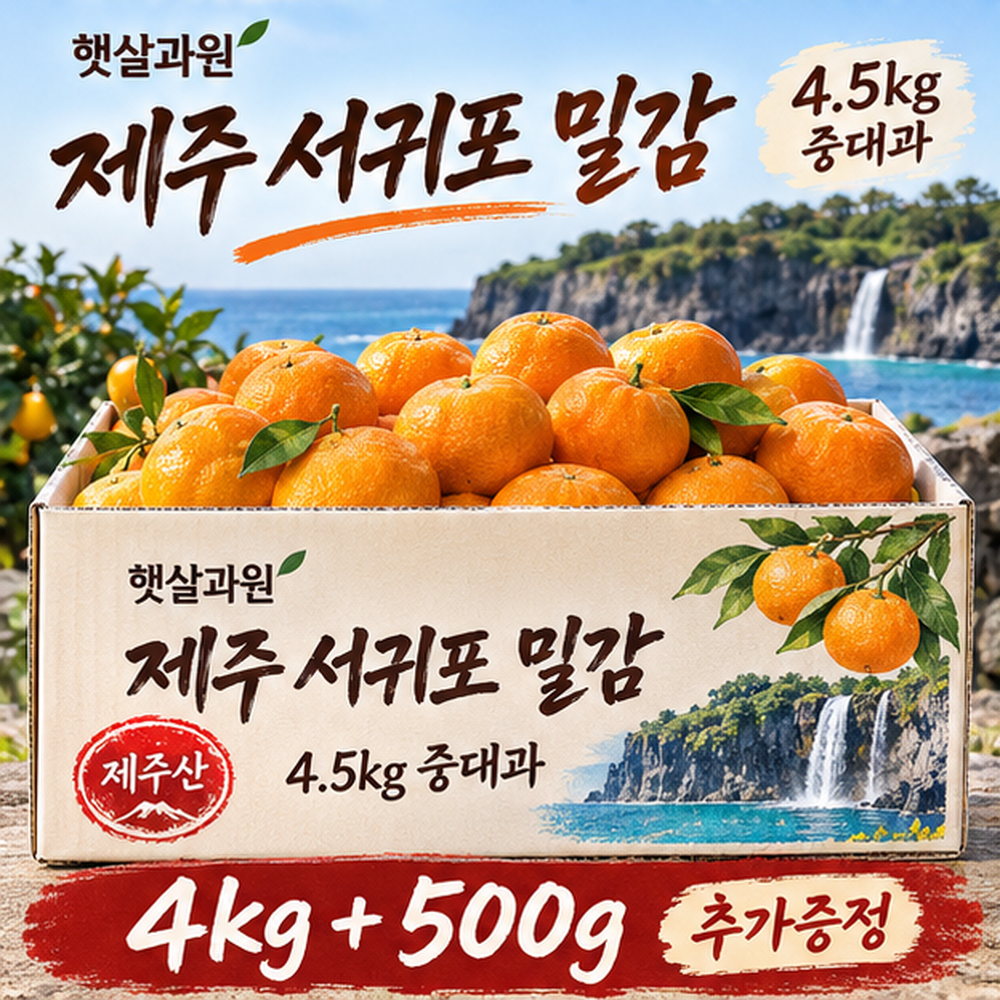 햇살과원
제주 서귀포 밀감
4.5kg
중대과
햇살과원
제주 서귀포 밀감
제주산
4.5kg 중대과
4kg + 500g 추가증정